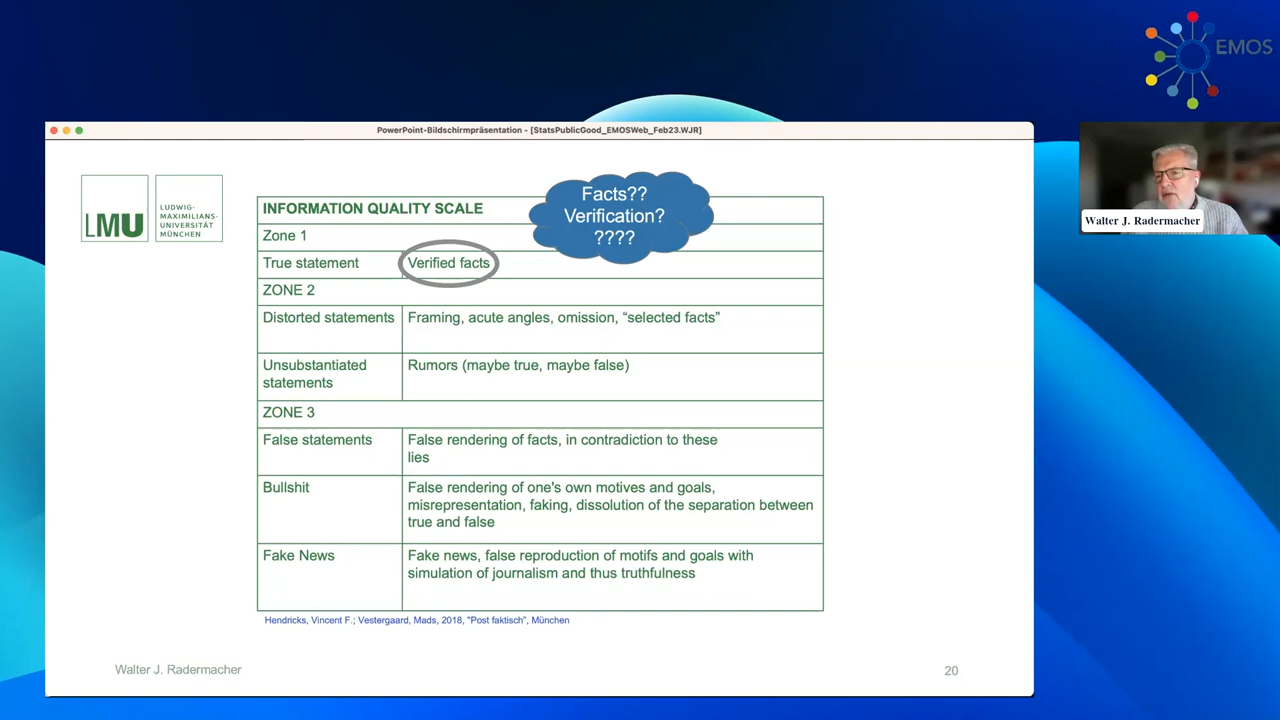 EMOS
PowerPoint-Bildschirmpräsentation - [StatsPublicGood_EMOSWeb_Feb23.WJR]
Walter J. Radermacher
LMU
LUDWIG-
MAXIMILIANS-
UNIVERSITÄT
MÜNCHEN
Facts??
Verification?
????
INFORMATION QUALITY SCALE
Zone 1
True statement Verified facts
ZONE 2
Distorted statements Framing, acute angles, omission, “selected facts”
Unsubstantiated Rumors (maybe true, maybe false)
statements
ZONE 3
False statements False rendering of facts, in contradiction to these
lies
Bullshit False rendering of one's own motives and goals,
misrepresentation, faking, dissolution of the separation between
true and false
Fake News Fake news, false reproduction of motifs and goals with
simulation of journalism and thus truthfulness
Hendricks, Vincent F.; Vestergaard, Mads, 2018, "Post faktisch", München
Walter J. Radermacher 20